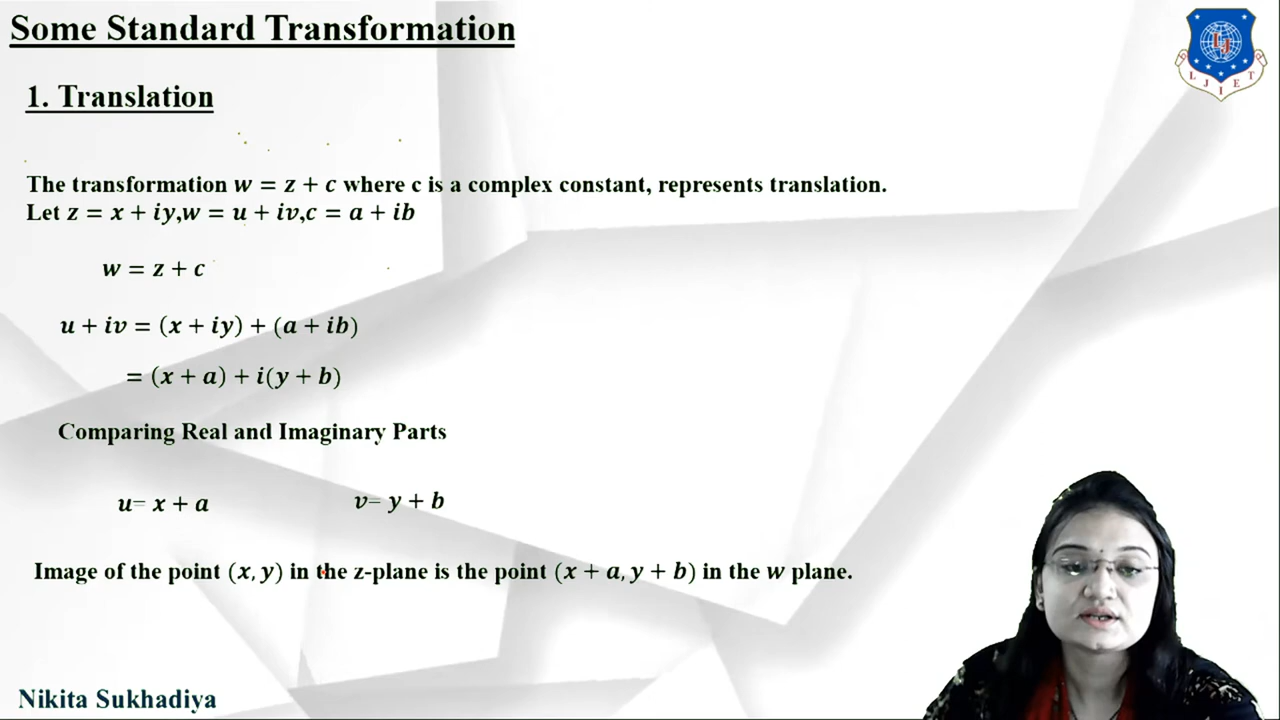 Some Standard Transformation
1. Translation
The transformation w = z + c where c is a complex constant, represents translation.
Let z = x + iy,w = u + iv,c = a + ib
w = z + c
u + iv = (x + iy) + (a + ib)
= (x + a) + i(y + b)
Comparing Real and Imaginary Parts
u= x + a v= y + b
Image of the point (x, y) in the z-plane is the point (x + a, y + b) in the w plane.
Nikita Sukhadiya
LJIET